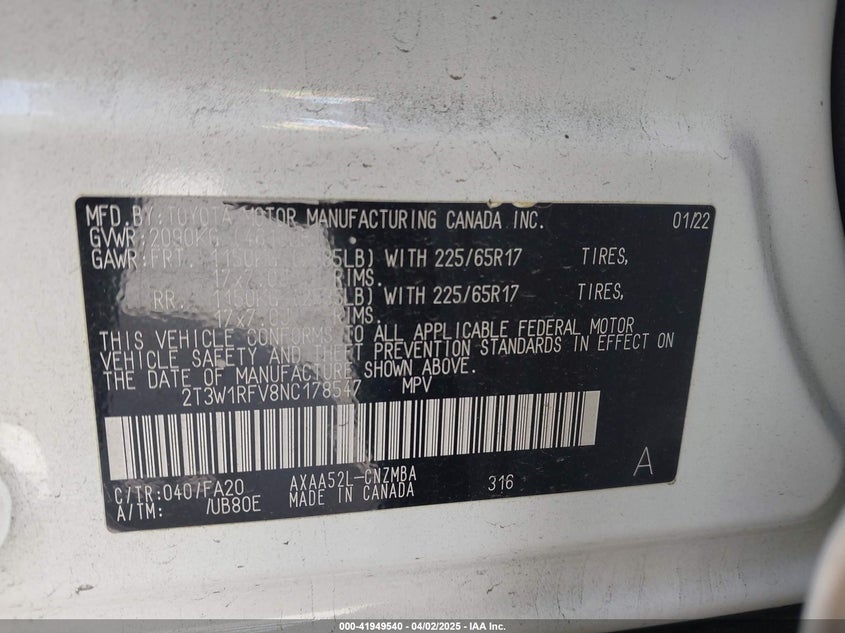 MFD.BY:TOYOTA MOTOR MANUFACTURING CANADA INC. 01/22
GVWR:2090KG
GAWR:FRT. WITH 225/65R17 TIRES,
RIMS.
RR. WITH 225/65R17 TIRES,
RIMS.
THIS VEHICLE CONFORMS TO ALL APPLICABLE FEDERAL MOTOR
VEHICLE SAFETY AND THEFT PREVENTION STANDARDS IN EFFECT ON
THE DATE OF MANUFACTURE SHOWN ABOVE.
2T3W1RFV8NC178547 MPV
C/TR:040/FA20 AXAA52L-CNZMBA 316 A
A/TM: /UB80E MADE IN CANADA
000-41949540 - 04/02/2025 - IAA Inc.